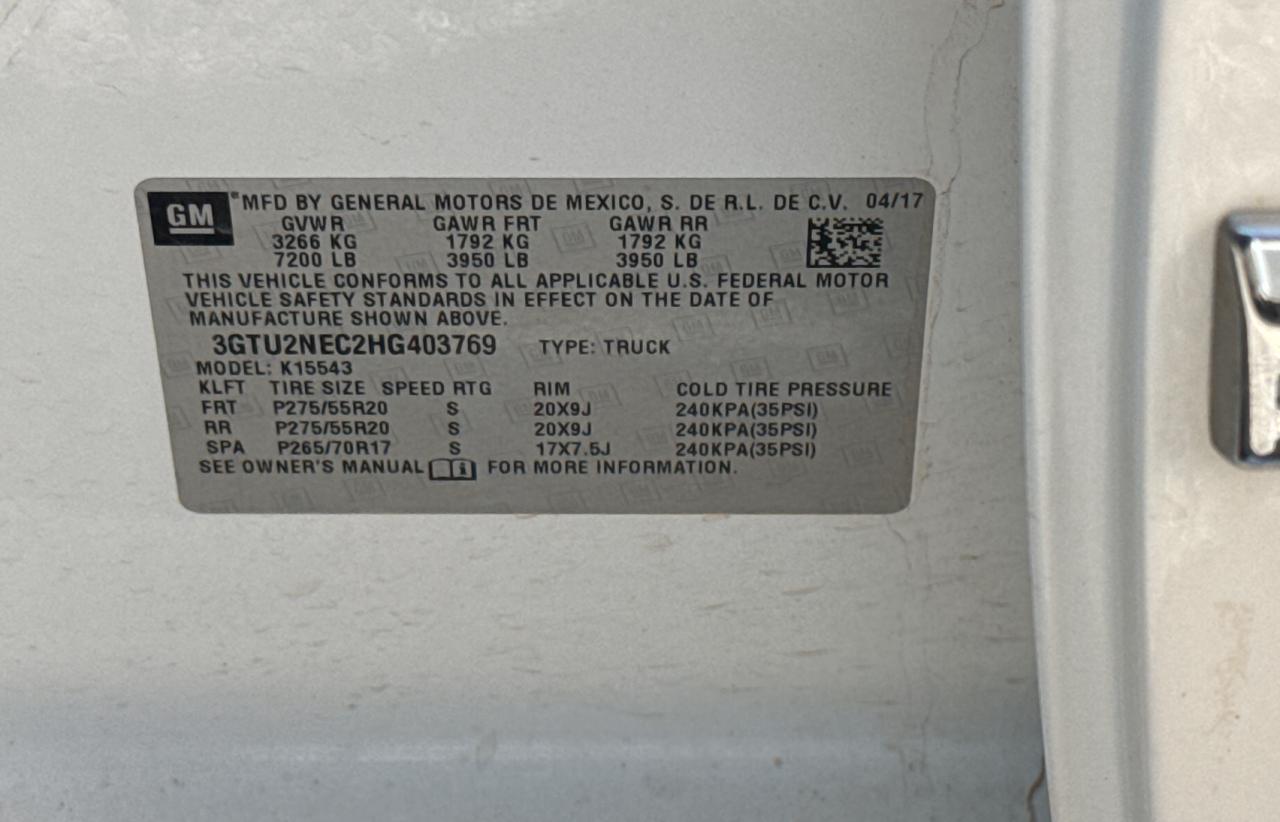 GM
®MFD BY GENERAL MOTORS DE MEXICO, S. DE R.L. DE C.V. 04/17
GVWR GAWR FRT GAWR RR
3266 KG 1792 KG 1792 KG
7200 LB 3950 LB 3950 LB
THIS VEHICLE CONFORMS TO ALL APPLICABLE U.S. FEDERAL MOTOR
VEHICLE SAFETY STANDARDS IN EFFECT ON THE DATE OF
MANUFACTURE SHOWN ABOVE.
3GTU2NEC2HG403769 TYPE: TRUCK
MODEL: K15543
KLFT TIRE SIZE SPEED RTG RIM COLD TIRE PRESSURE
FRT P275/55R20 S 20X9J 240KPA(35PSI)
RR P275/55R20 S 20X9J 240KPA(35PSI)
SPA P265/70R17 S 17X7.5J 240KPA(35PSI)
SEE OWNER'S MANUAL FOR MORE INFORMATION.